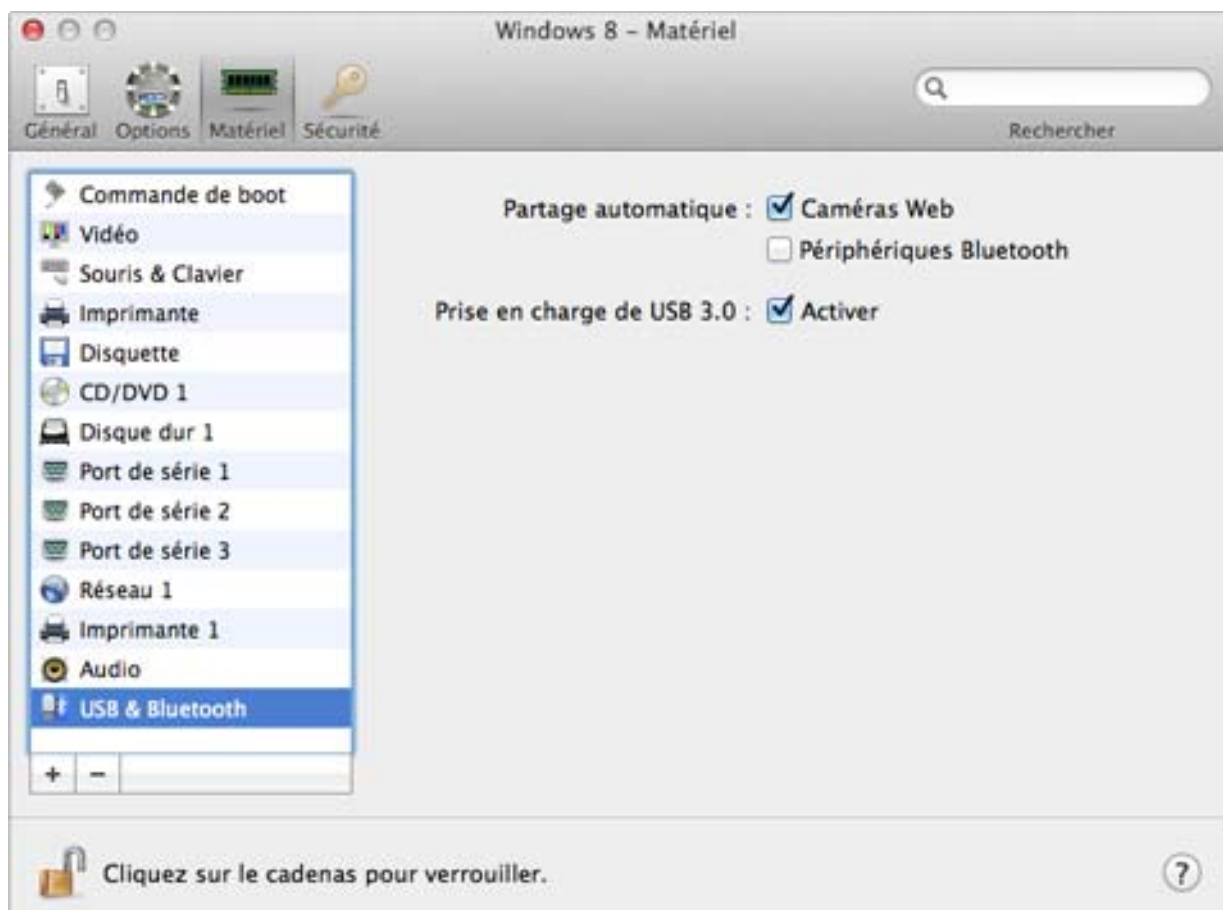 Windows 8 – Matériel
Général Options Matériel Sécurité
Rechercher
Commande de boot
Vidéo
Souris & Clavier
Imprimante
Disquette
CD/DVD 1
Disque dur 1
Port de série 1
Port de série 2
Port de série 3
Réseau 1
Imprimante 1
Audio
USB & Bluetooth
+ −
Partage automatique : Caméras Web
Périphériques Bluetooth
Prise en charge de USB 3.0 : Activer
Cliquez sur le cadenas pour verrouiller.
?